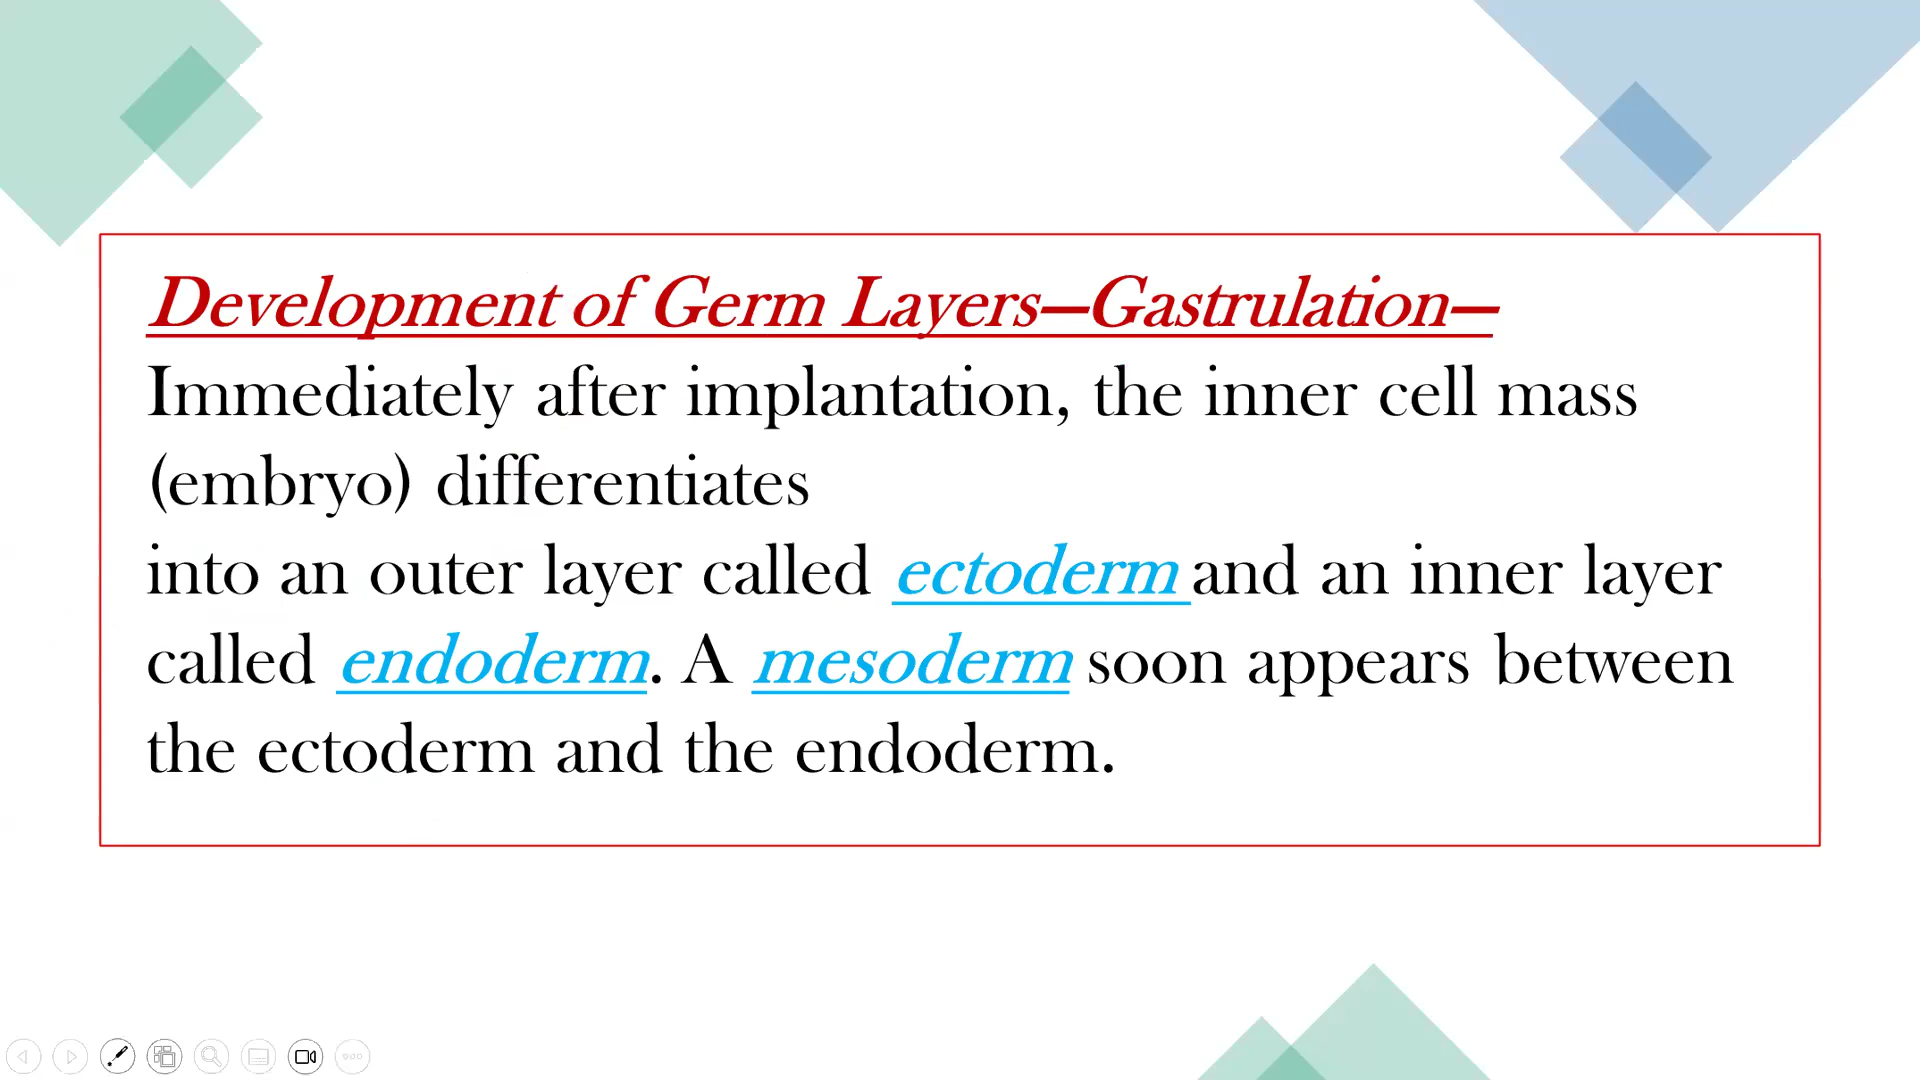 Development of Germ Layers—Gastrulation—
Immediately after implantation, the inner cell mass
(embryo) differentiates
into an outer layer called ectoderm and an inner layer
called endoderm. A mesoderm soon appears between
the ectoderm and the endoderm.